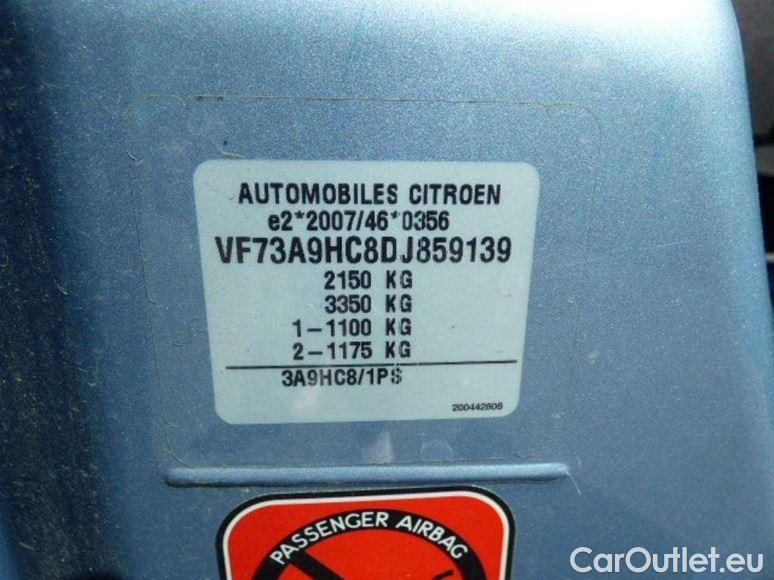 AUTOMOBILES CITROEN
e2*2007/46*0356
VF73A9HC8DJ859139
2150 KG
3350 KG
1-1100 KG
2-1175 KG
3A9HC8/1PS
200442806
PASSENGER AIRBAG
CarOutlet.eu